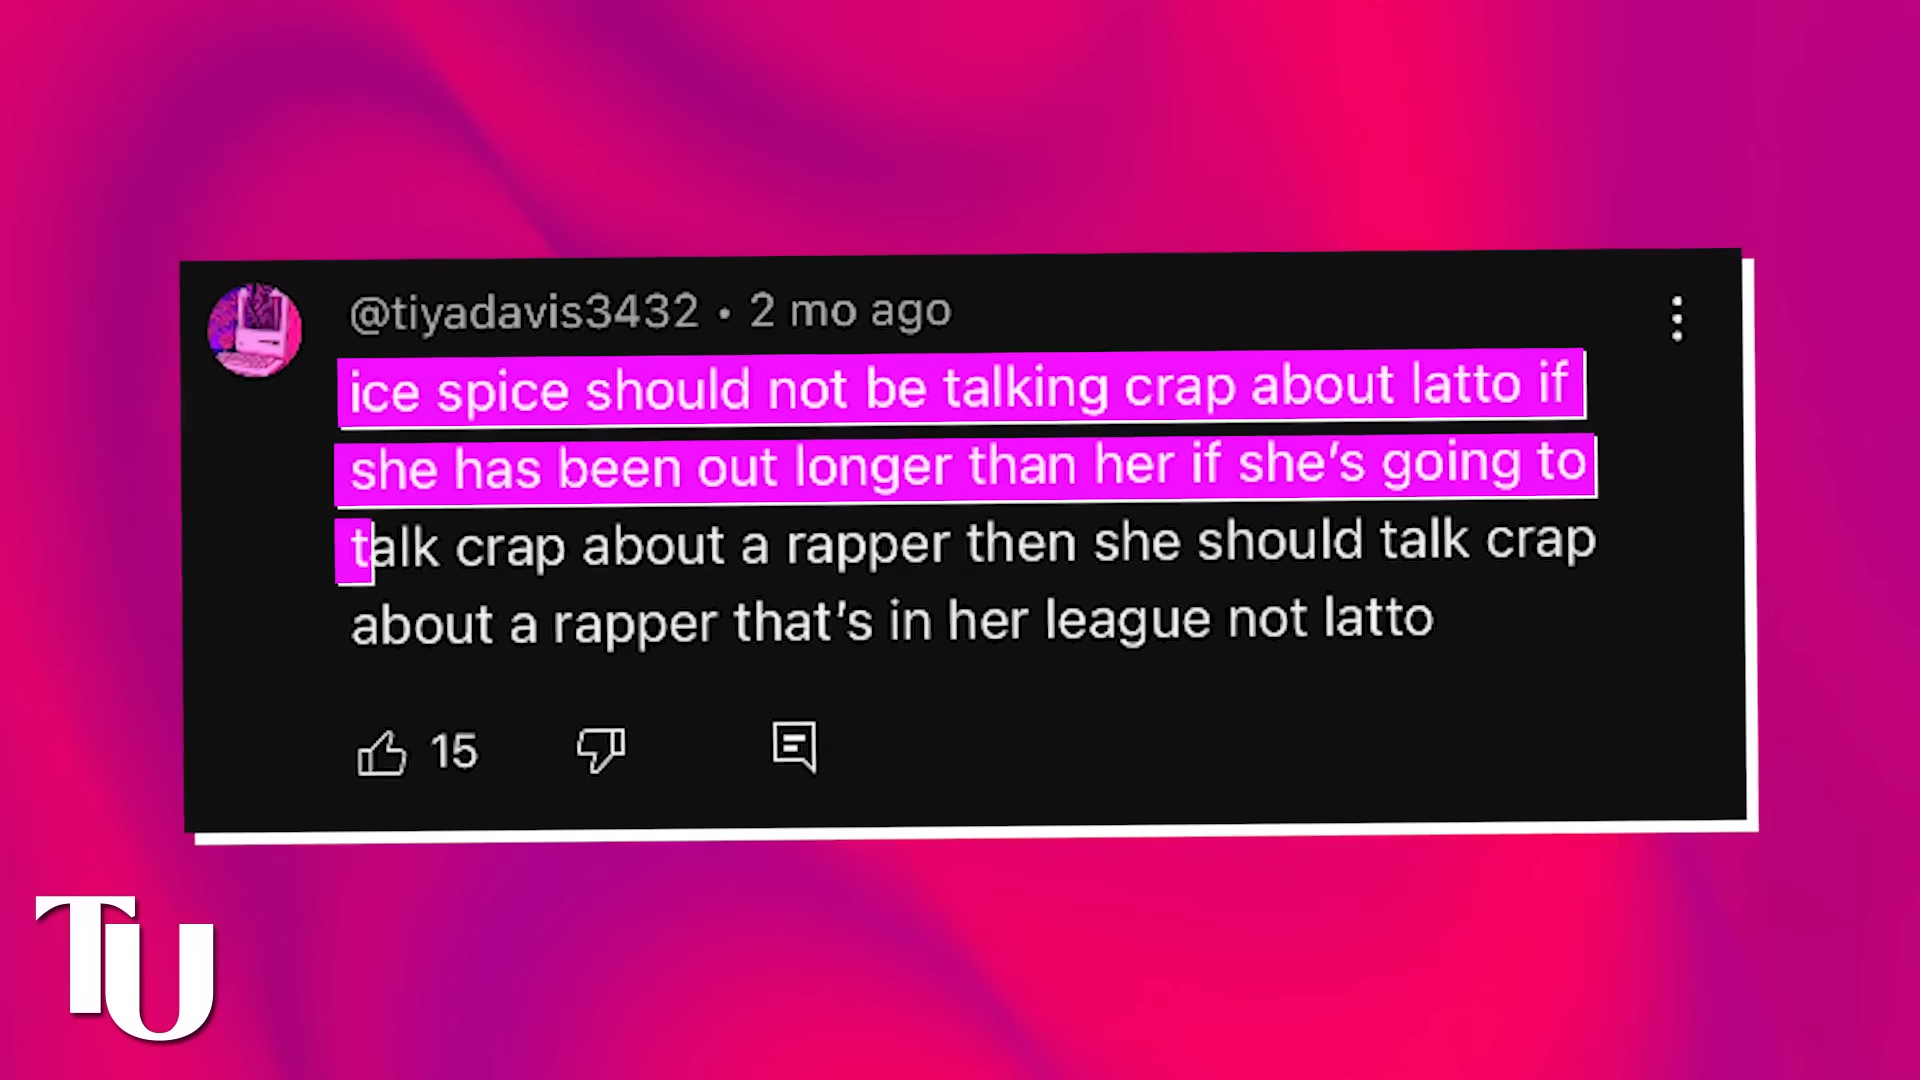 @tiyadavis3432 • 2 mo ago
ice spice should not be talking crap about latto if
she has been out longer than her if she's going to
talk crap about a rapper then she should talk crap
about a rapper that's in her league not latto
15
TU